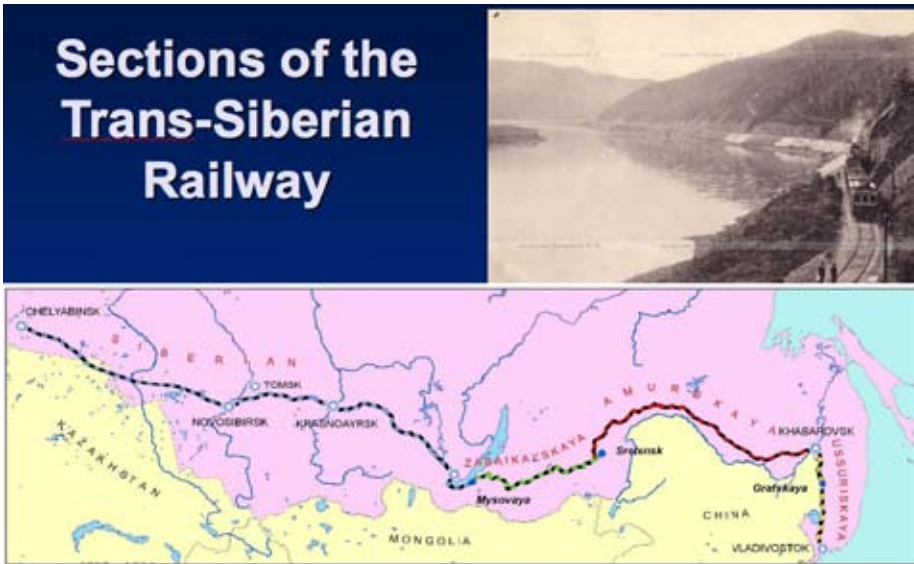 Sections of the
Trans-Siberian
Railway
CHELYABINSK
SIBERIAN
TOMSK
NOVOSIBIRSK
KRASNOAYRSK
KAZAKHSTAN
ZABAIKALSKAYA
AMURSKAYA
KHABAROVSK
Sretensk
Mysovaya
Grafskaya
USSURISKAYA
CHINA
MONGOLIA
VLADIVOSTOK